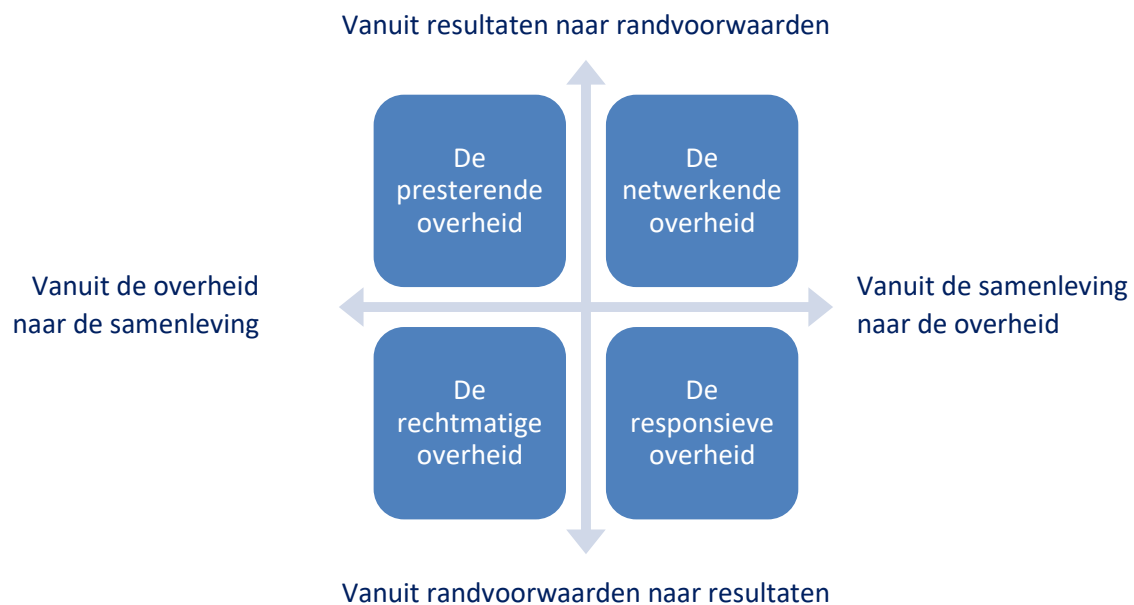 Vanuit resultaten naar randvoorwaarden
De
presterende
overheid
De
netwerkende
overheid
Vanuit de overheid
naar de samenleving
Vanuit de samenleving
naar de overheid
De
rechtmatige
overheid
De
responsieve
overheid
Vanuit randvoorwaarden naar resultaten